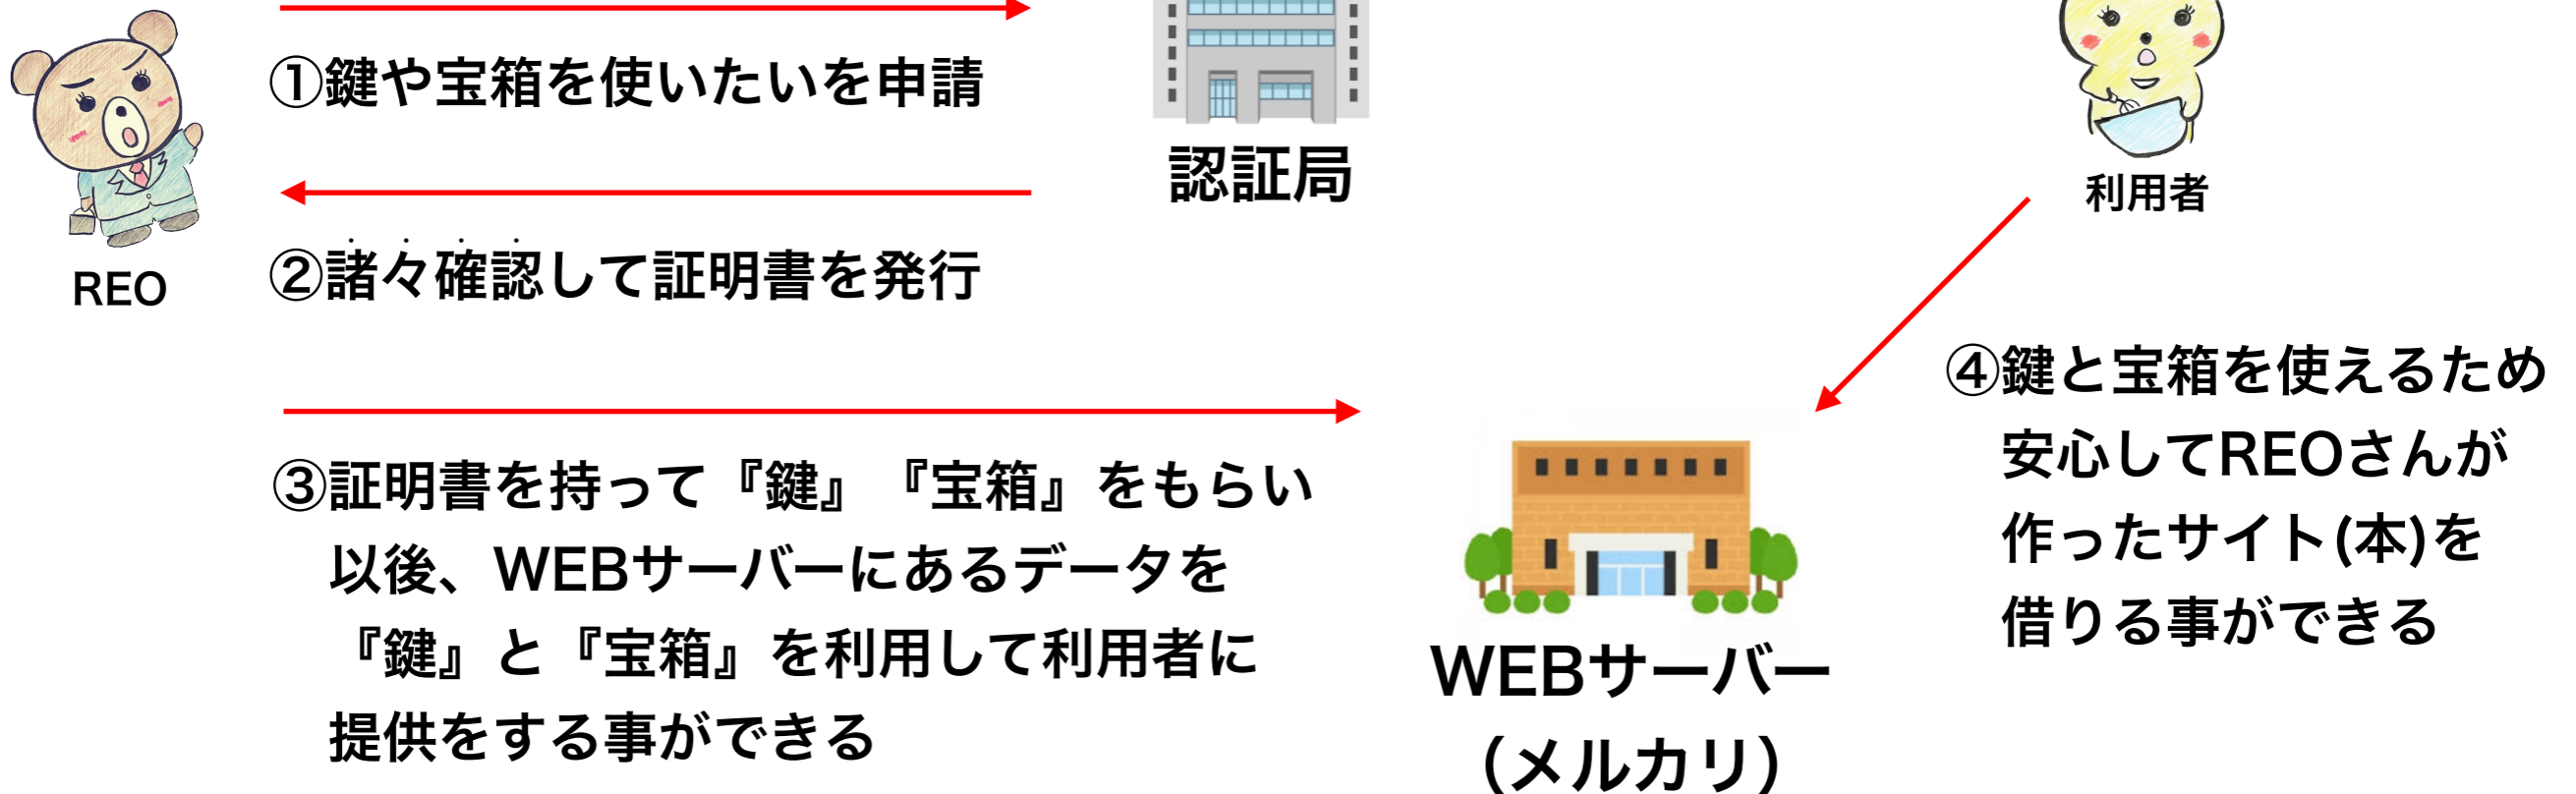 ①鍵や宝箱を使いたいを申請
認証局
利用者
REO
②諸々確認して証明書を発行
③証明書を持って『鍵』『宝箱』をもらい
以後、WEBサーバーにあるデータを
『鍵』と『宝箱』を利用して利用者に
提供をする事ができる
WEBサーバー
（メルカリ）
④鍵と宝箱を使えるため
安心してREOさんが
作ったサイト(本)を
借りる事ができる